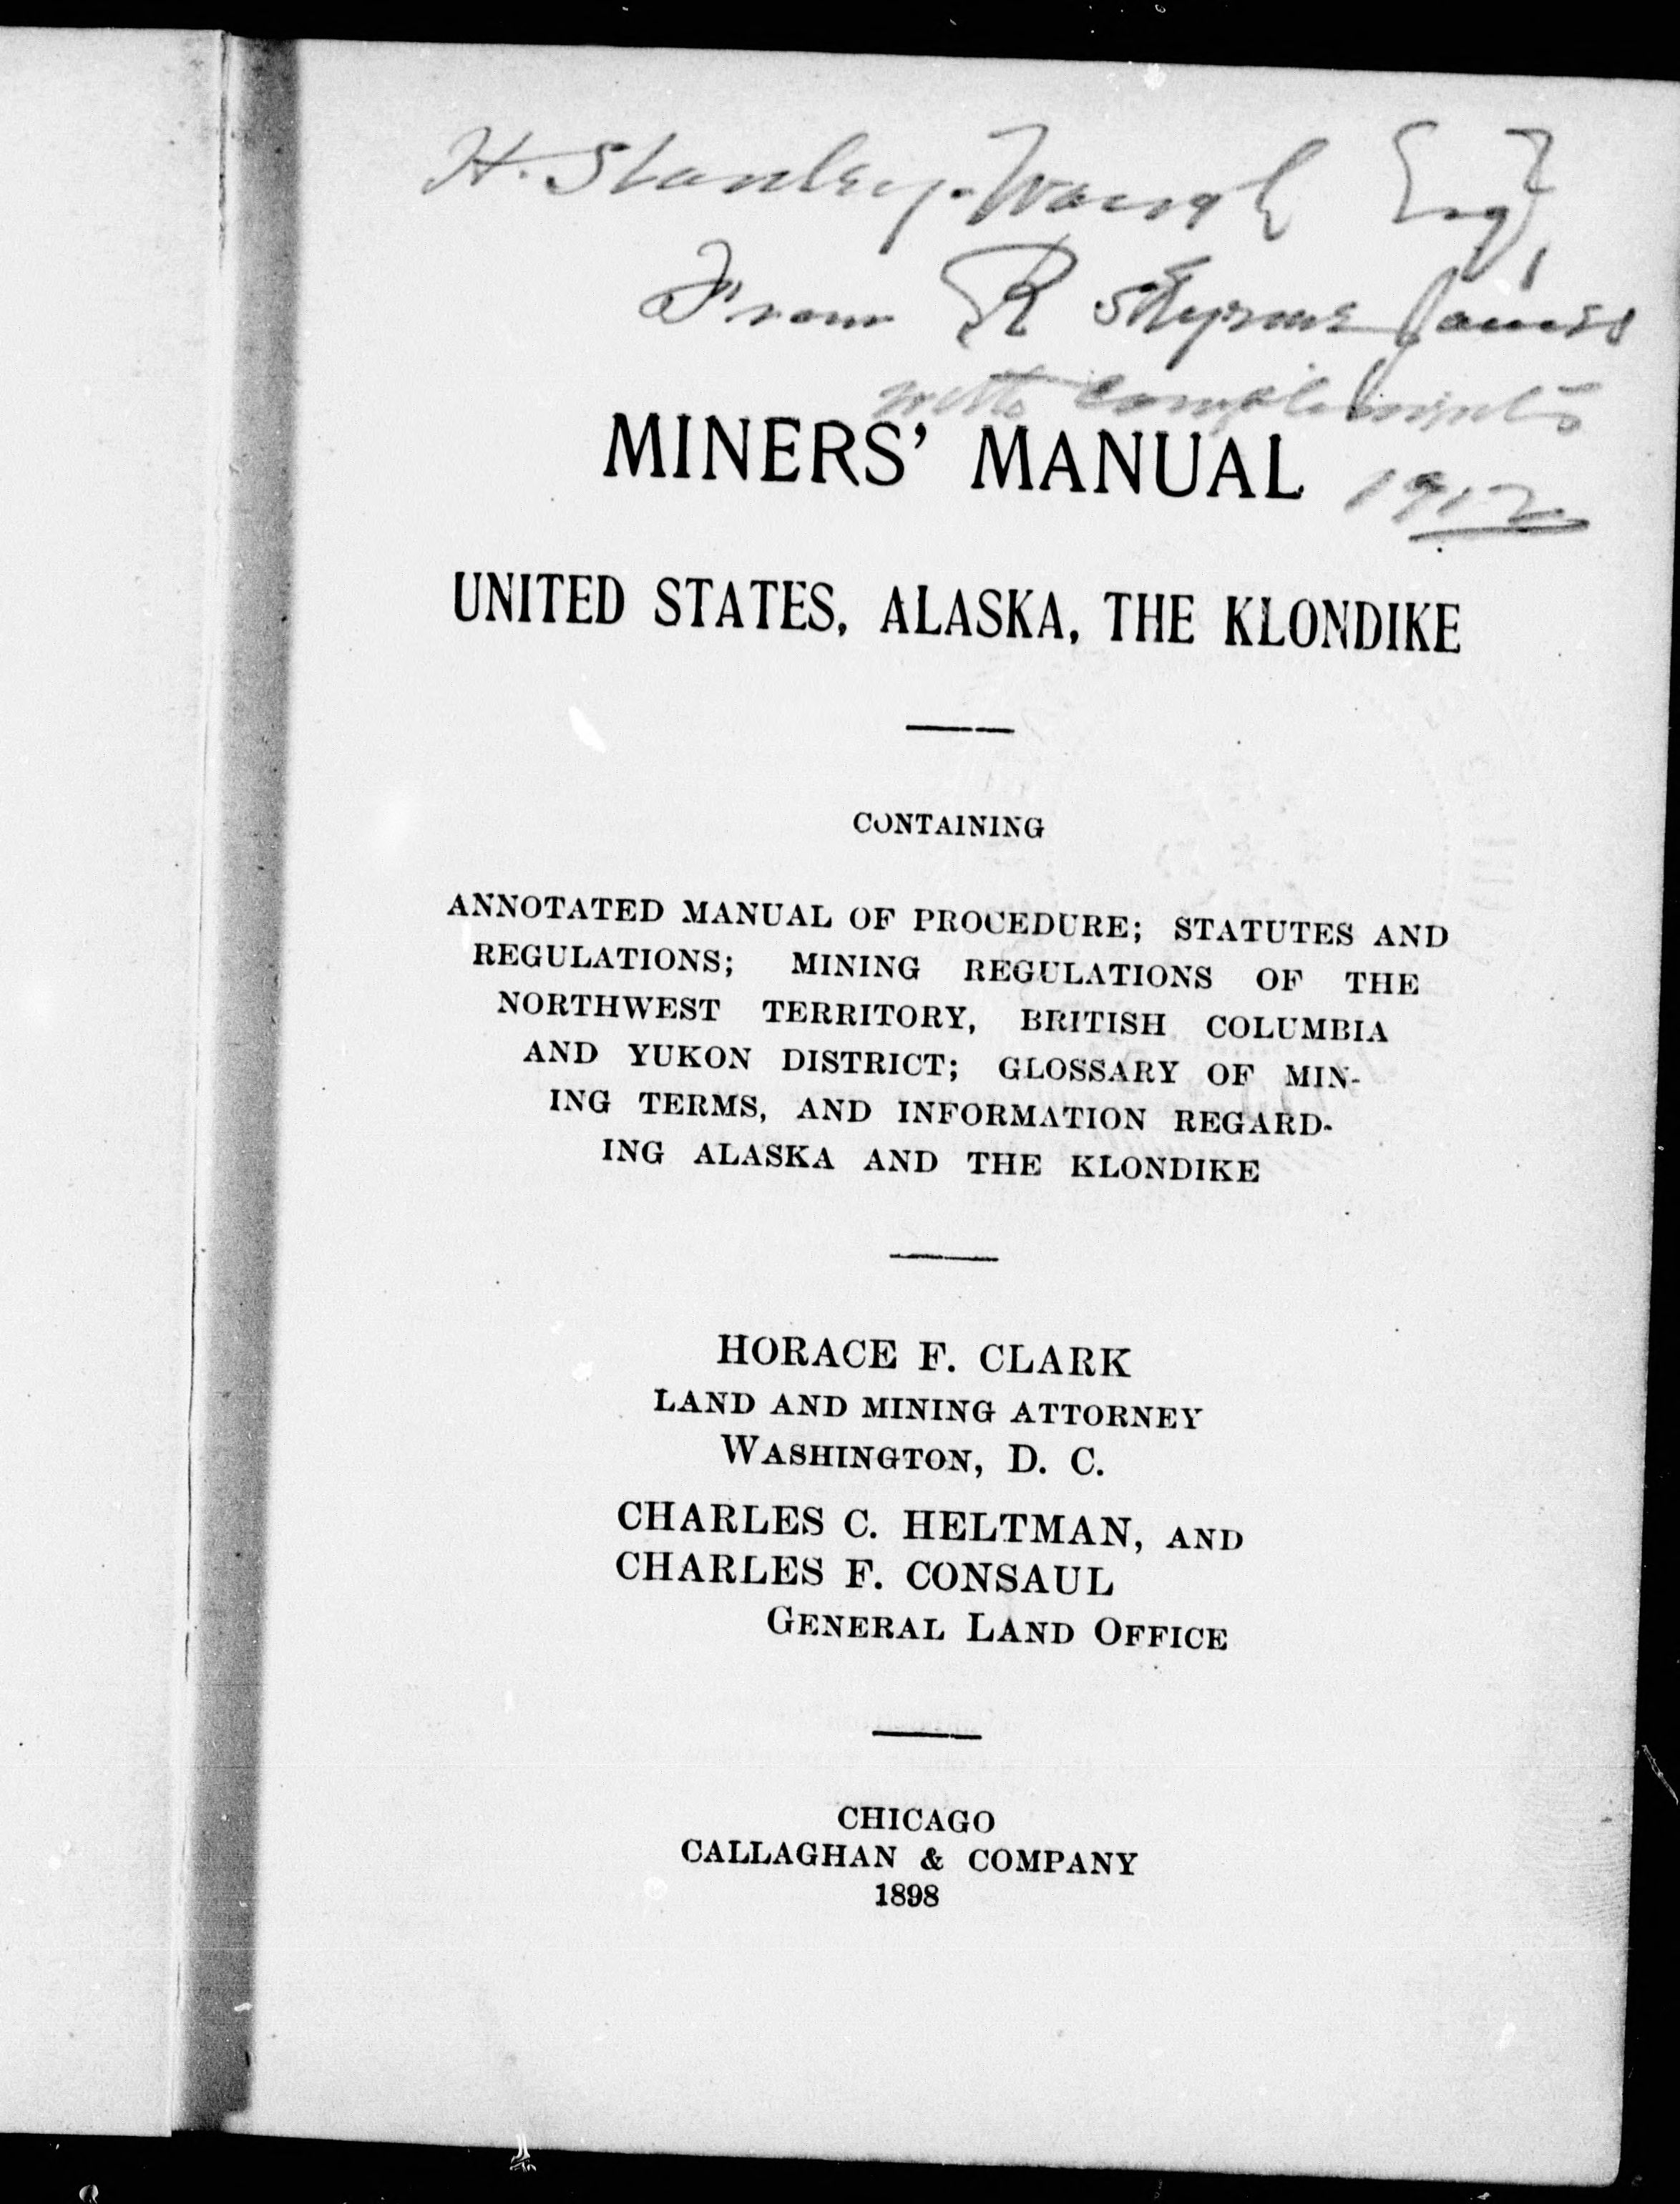 H. Stanley-Waugh Esq
From R James
with compliments
1912
MINERS' MANUAL
UNITED STATES, ALASKA, THE KLONDIKE
CONTAINING
ANNOTATED MANUAL OF PROCEDURE; STATUTES AND
REGULATIONS; MINING REGULATIONS OF THE
NORTHWEST TERRITORY, BRITISH COLUMBIA
AND YUKON DISTRICT; GLOSSARY OF MIN-
ING TERMS, AND INFORMATION REGARD-
ING ALASKA AND THE KLONDIKE
HORACE F. CLARK
LAND AND MINING ATTORNEY
WASHINGTON, D. C.
CHARLES C. HELTMAN, AND
CHARLES F. CONSAUL
GENERAL LAND OFFICE
CHICAGO
CALLAGHAN & COMPANY
1898